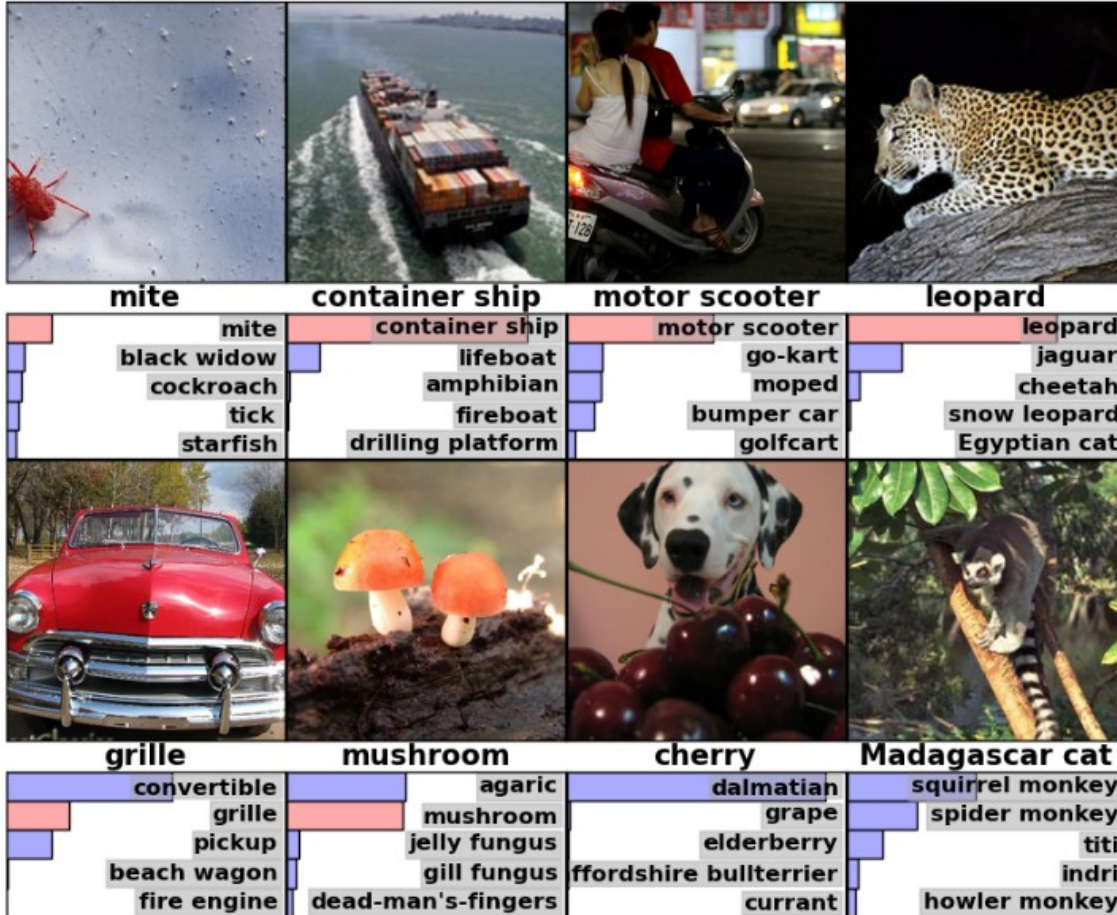 mite
container ship
motor scooter
leopard
mite
black widow
cockroach
tick
starfish
container ship
lifeboat
amphibian
fireboat
drilling platform
motor scooter
go-kart
moped
bumper car
golfcart
leopard
jaguar
cheetah
snow leopard
Egyptian cat
grille
mushroom
cherry
Madagascar cat
convertible
grille
pickup
beach wagon
fire engine
agaric
mushroom
jelly fungus
gill fungus
dead-man's-fingers
dalmatian
grape
elderberry
ffordshire bullterrier
currant
squirrel monkey
spider monkey
titi
indri
howler monkey